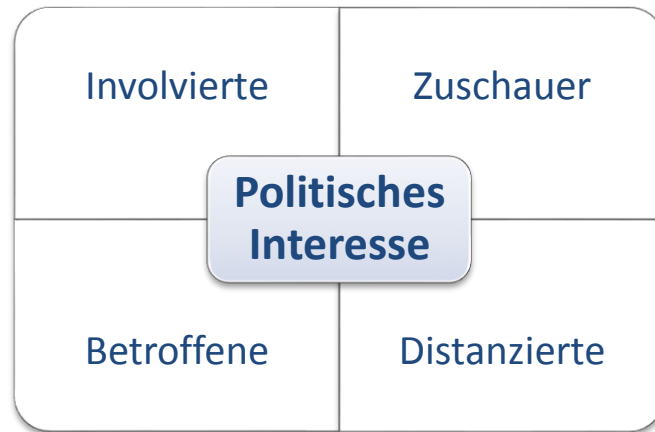 Involvierte
Zuschauer
Politisches
Interesse
Betroffene
Distanzierte